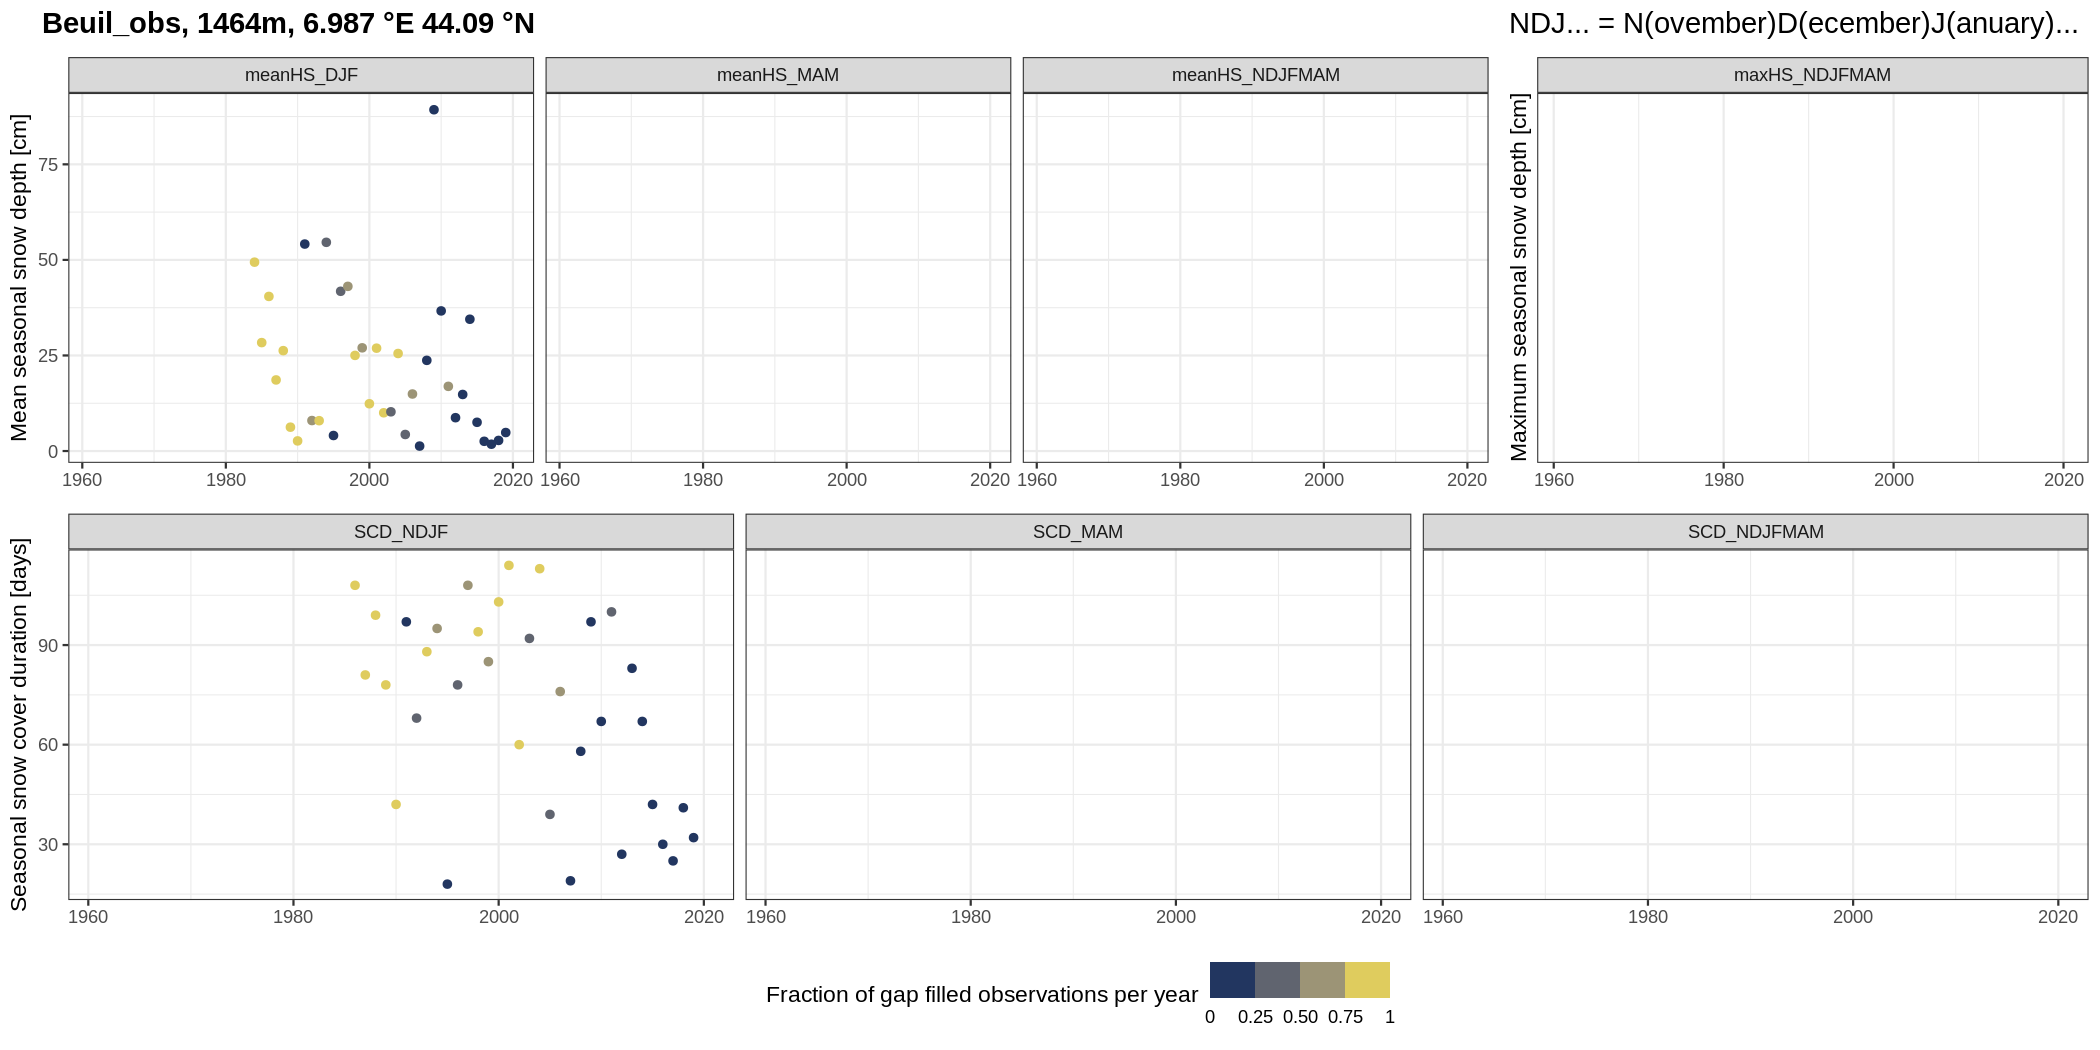 Beuil_obs, 1464m, 6.987 °E 44.09 °N
NDJ... = N(ovember)D(ecember)J(anuary)...
meanHS_DJF
meanHS_MAM
meanHS_NDJFMAM
maxHS_NDJFMAM
Mean seasonal snow depth [cm]
75
50
25
0
1960 1980 2000 2020
1960 1980 2000 2020
1960 1980 2000 2020
Maximum seasonal snow depth [cm]
1960 1980 2000 2020
SCD_NDJF
SCD_MAM
SCD_NDJFMAM
Seasonal snow cover duration [days]
90
60
30
1960 1980 2000 2020
1960 1980 2000 2020
1960 1980 2000 2020
Fraction of gap filled observations per year
0 0.25 0.50 0.75 1